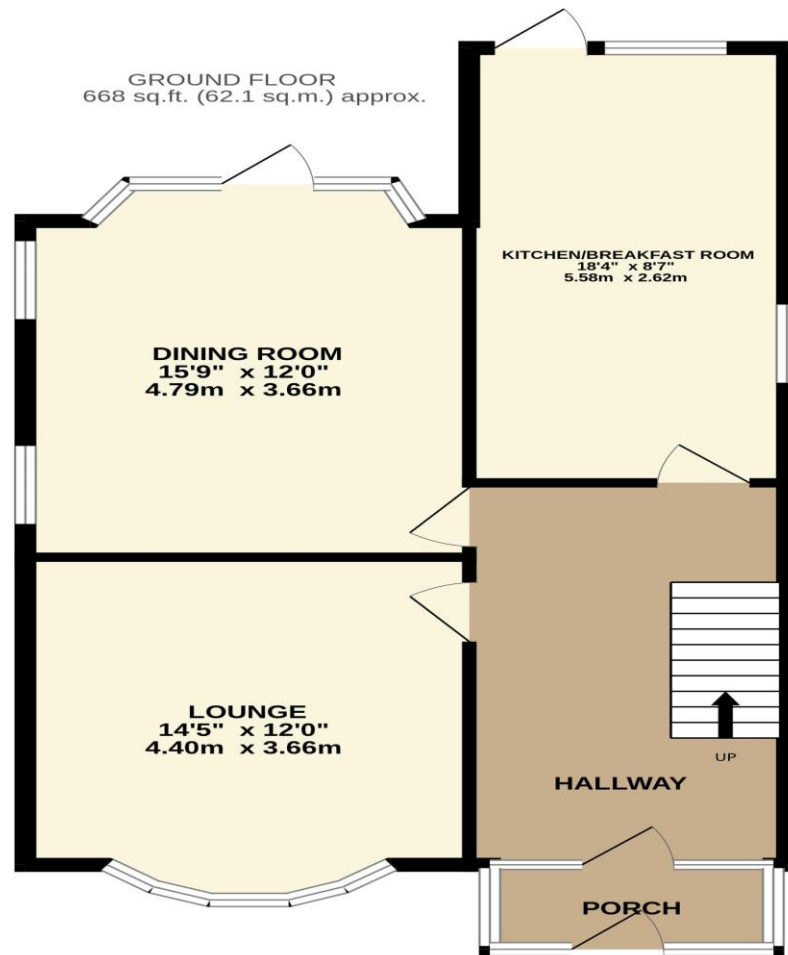 GROUND FLOOR
668 sq.ft. (62.1 sq.m.) approx.
KITCHEN/BREAKFAST ROOM
18'4" x 8'7"
5.58m x 2.62m
DINING ROOM
15'9" x 12'0"
4.79m x 3.66m
LOUNGE
14'5" x 12'0"
4.40m x 3.66m
UP
HALLWAY
PORCH